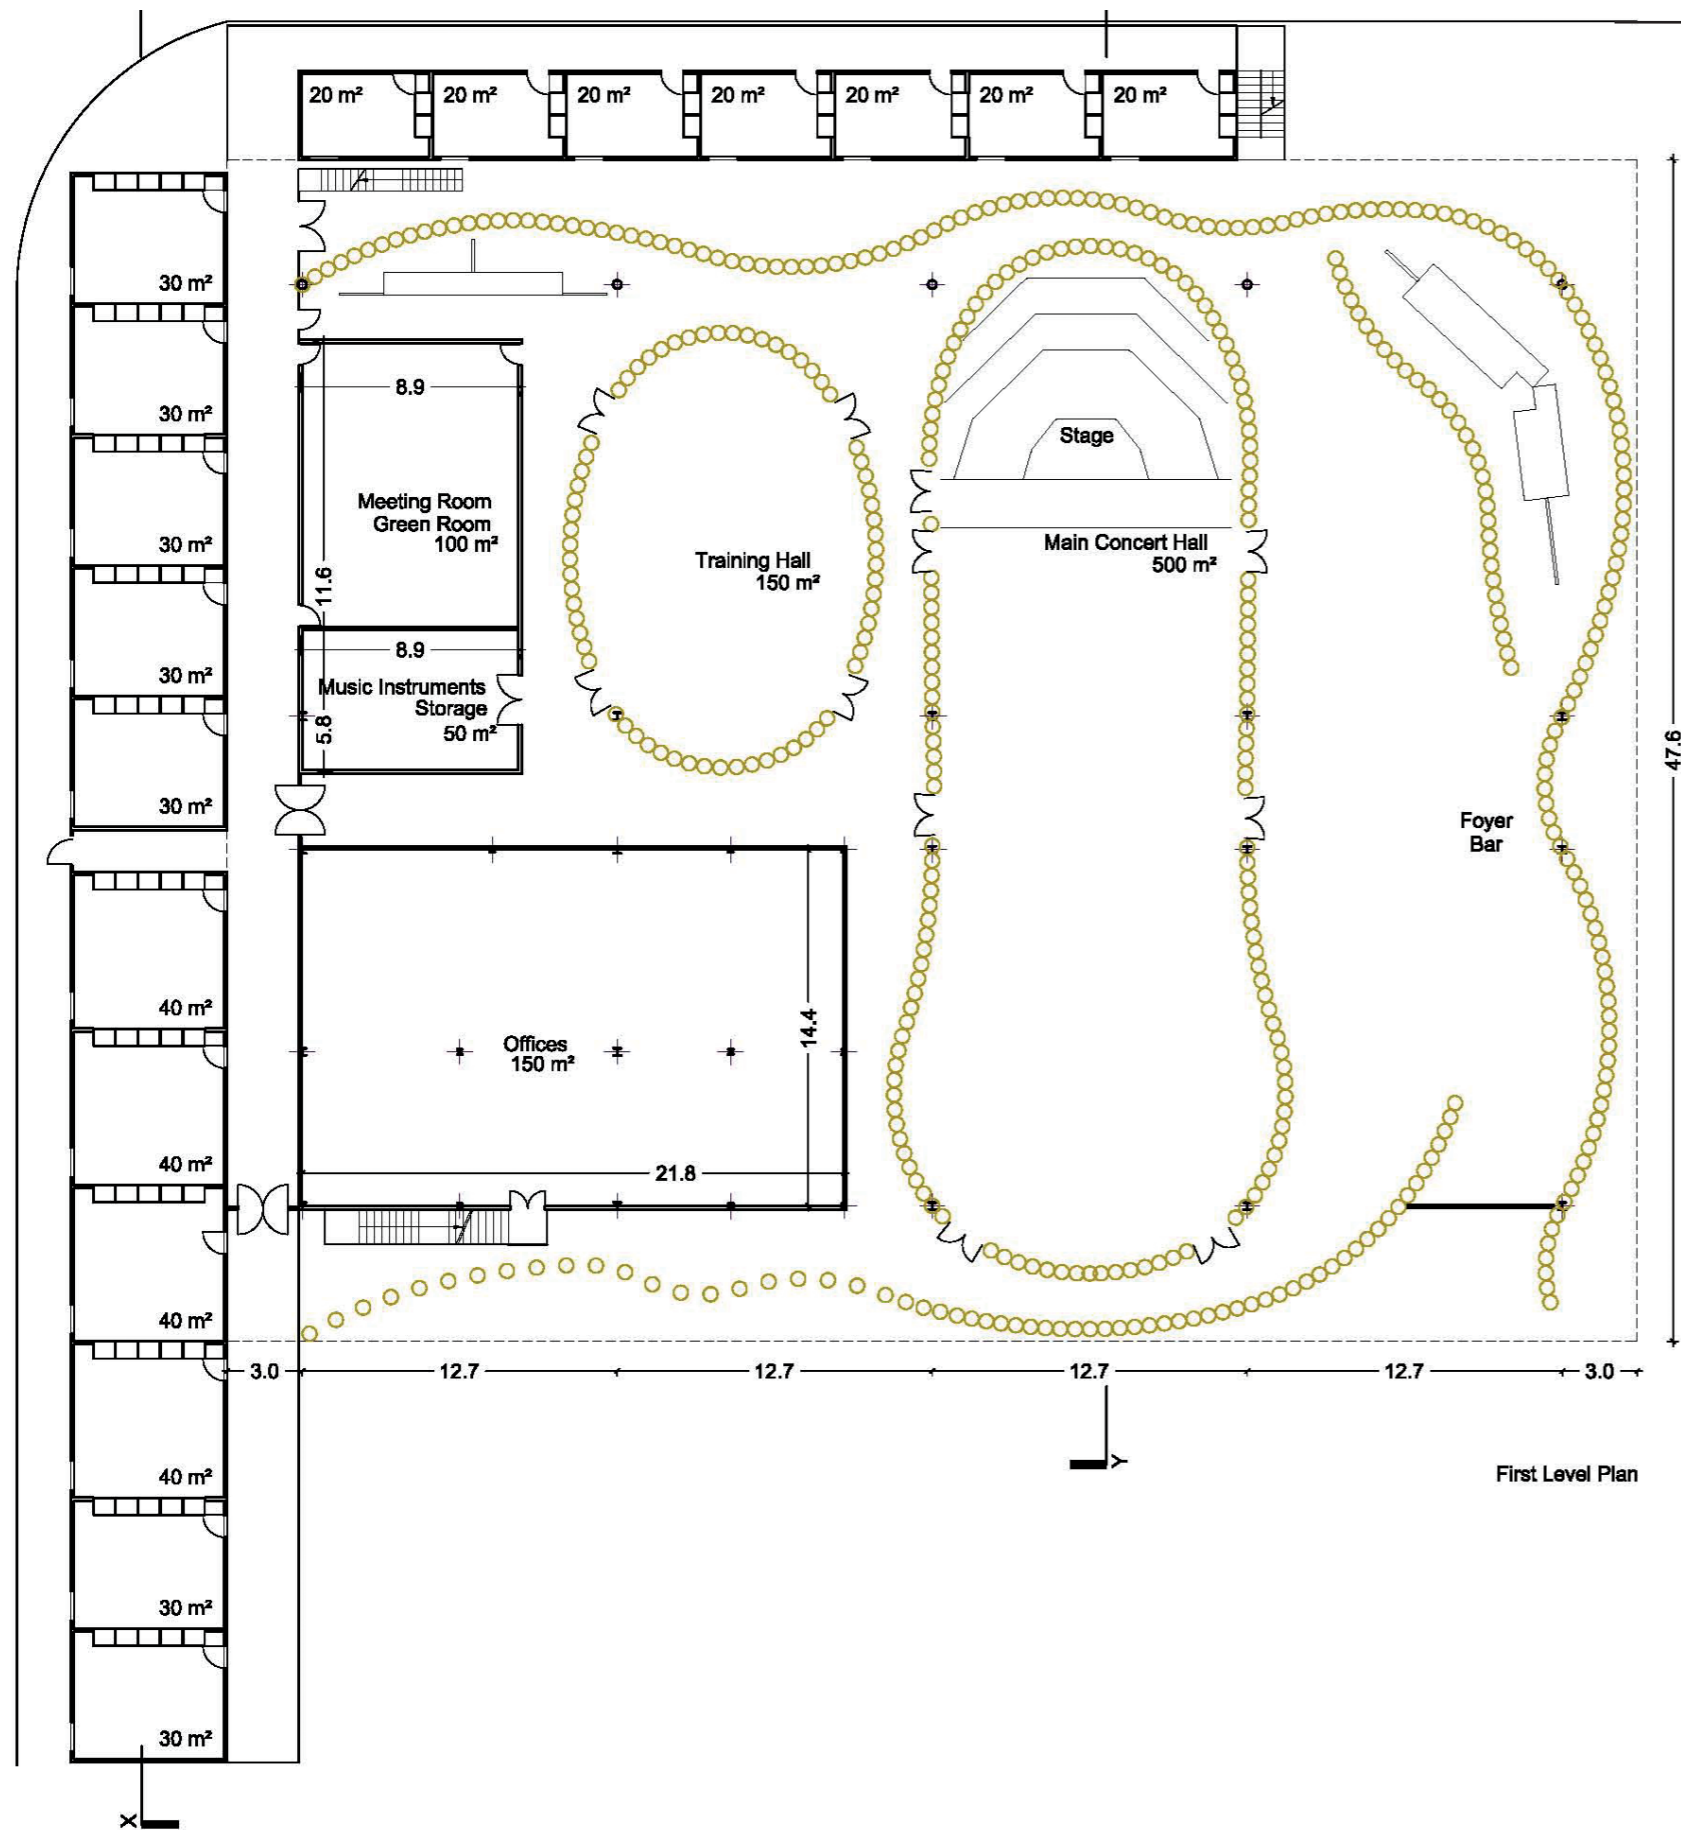 20 m²
20 m²
20 m²
20 m²
20 m²
20 m²
20 m²
30 m²
30 m²
30 m²
30 m²
30 m²
40 m²
40 m²
40 m²
40 m²
30 m²
30 m²
8.9
Meeting Room
Green Room
100 m²
11.6
8.9
Music Instruments
Storage
50 m²
5.8
Training Hall
150 m²
Stage
Main Concert Hall
500 m²
Foyer
Bar
47.6
Offices
150 m²
14.4
21.8
3.0
12.7
12.7
12.7
12.7
3.0
Y
First Level Plan
X